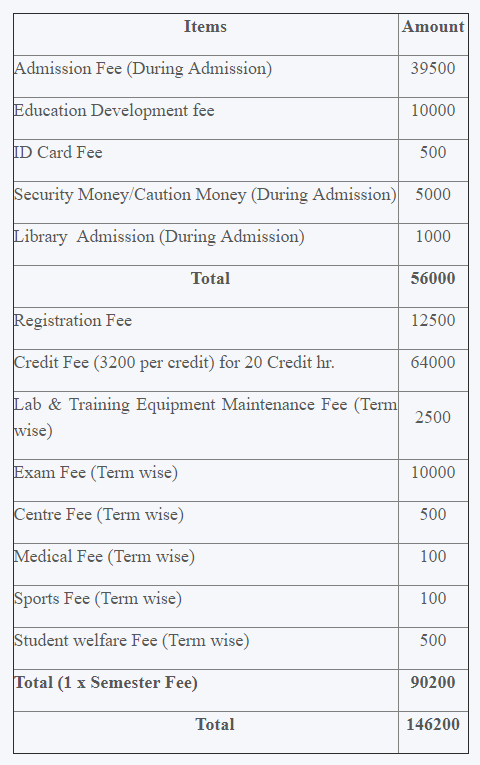 Items Amount
Admission Fee (During Admission) 39500
Education Development fee 10000
ID Card Fee 500
Security Money/Caution Money (During Admission) 5000
Library Admission (During Admission) 1000
Total 56000
Registration Fee 12500
Credit Fee (3200 per credit) for 20 Credit hr. 64000
Lab & Training Equipment Maintenance Fee (Term
wise) 2500
Exam Fee (Term wise) 10000
Centre Fee (Term wise) 500
Medical Fee (Term wise) 100
Sports Fee (Term wise) 100
Student welfare Fee (Term wise) 500
Total (1 x Semester Fee) 90200
Total 146200